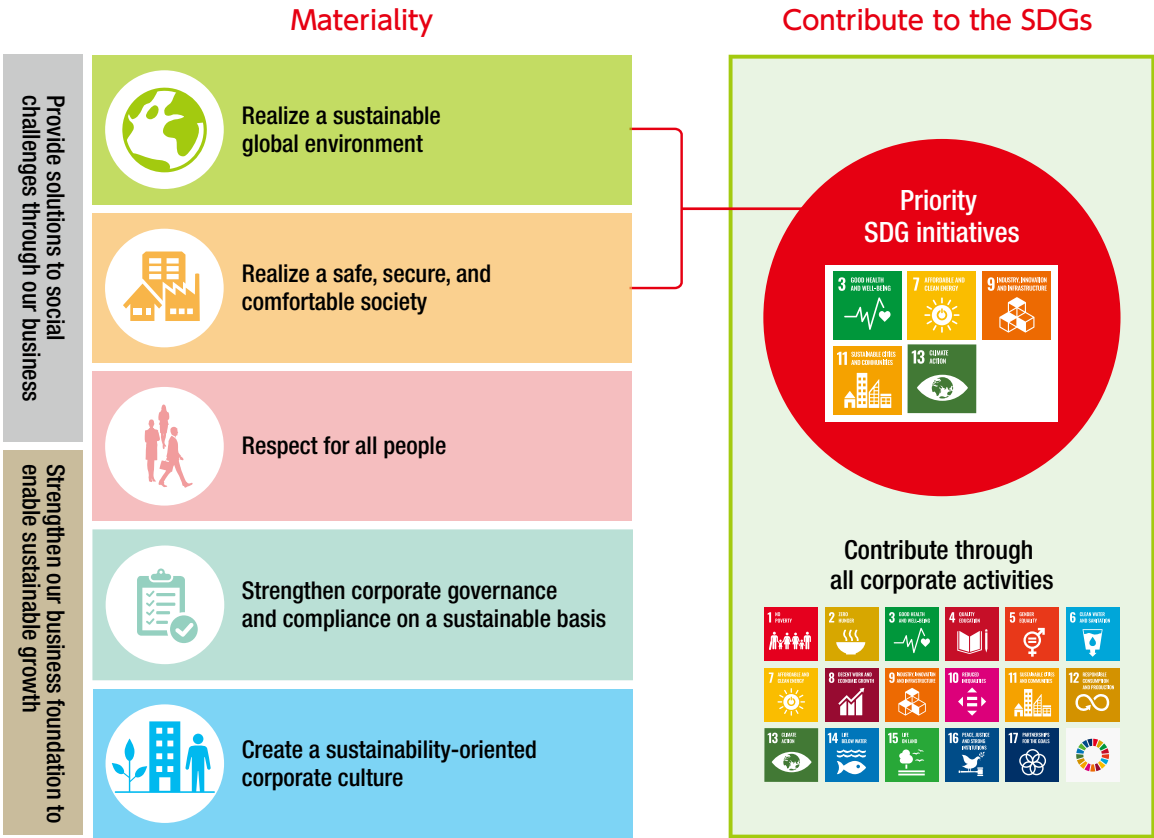 Materiality
Contribute to the SDGs
Provide solutions to social
challenges through our business
Strengthen our business foundation to
enable sustainable growth
Realize a sustainable
global environment
Realize a safe, secure, and
comfortable society
Respect for all people
Strengthen corporate governance
and compliance on a sustainable basis
Create a sustainability-oriented
corporate culture
Priority
SDG initiatives
3 GOOD HEALTH
AND WELL-BEING
7 AFFORDABLE AND
CLEAN ENERGY
9 INDUSTRY, INNOVATION
AND INFRASTRUCTURE
11 SUSTAINABLE CITIES
AND COMMUNITIES
13 CLIMATE
ACTION
Contribute through
all corporate activities
1 NO
POVERTY
2 ZERO
HUNGER
3 GOOD HEALTH
AND WELL-BEING
4 QUALITY
EDUCATION
5 GENDER
EQUALITY
6 CLEAN WATER
AND SANITATION
7 AFFORDABLE AND
CLEAN ENERGY
8 DECENT WORK AND
ECONOMIC GROWTH
9 INDUSTRY, INNOVATION
AND INFRASTRUCTURE
10 REDUCED
INEQUALITIES
11 SUSTAINABLE CITIES
AND COMMUNITIES
12 RESPONSIBLE
CONSUMPTION
AND PRODUCTION
13 CLIMATE
ACTION
14 LIFE
BELOW WATER
15 LIFE
ON LAND
16 PEACE, JUSTICE
AND STRONG
INSTITUTIONS
17 PARTNERSHIPS
FOR THE GOALS